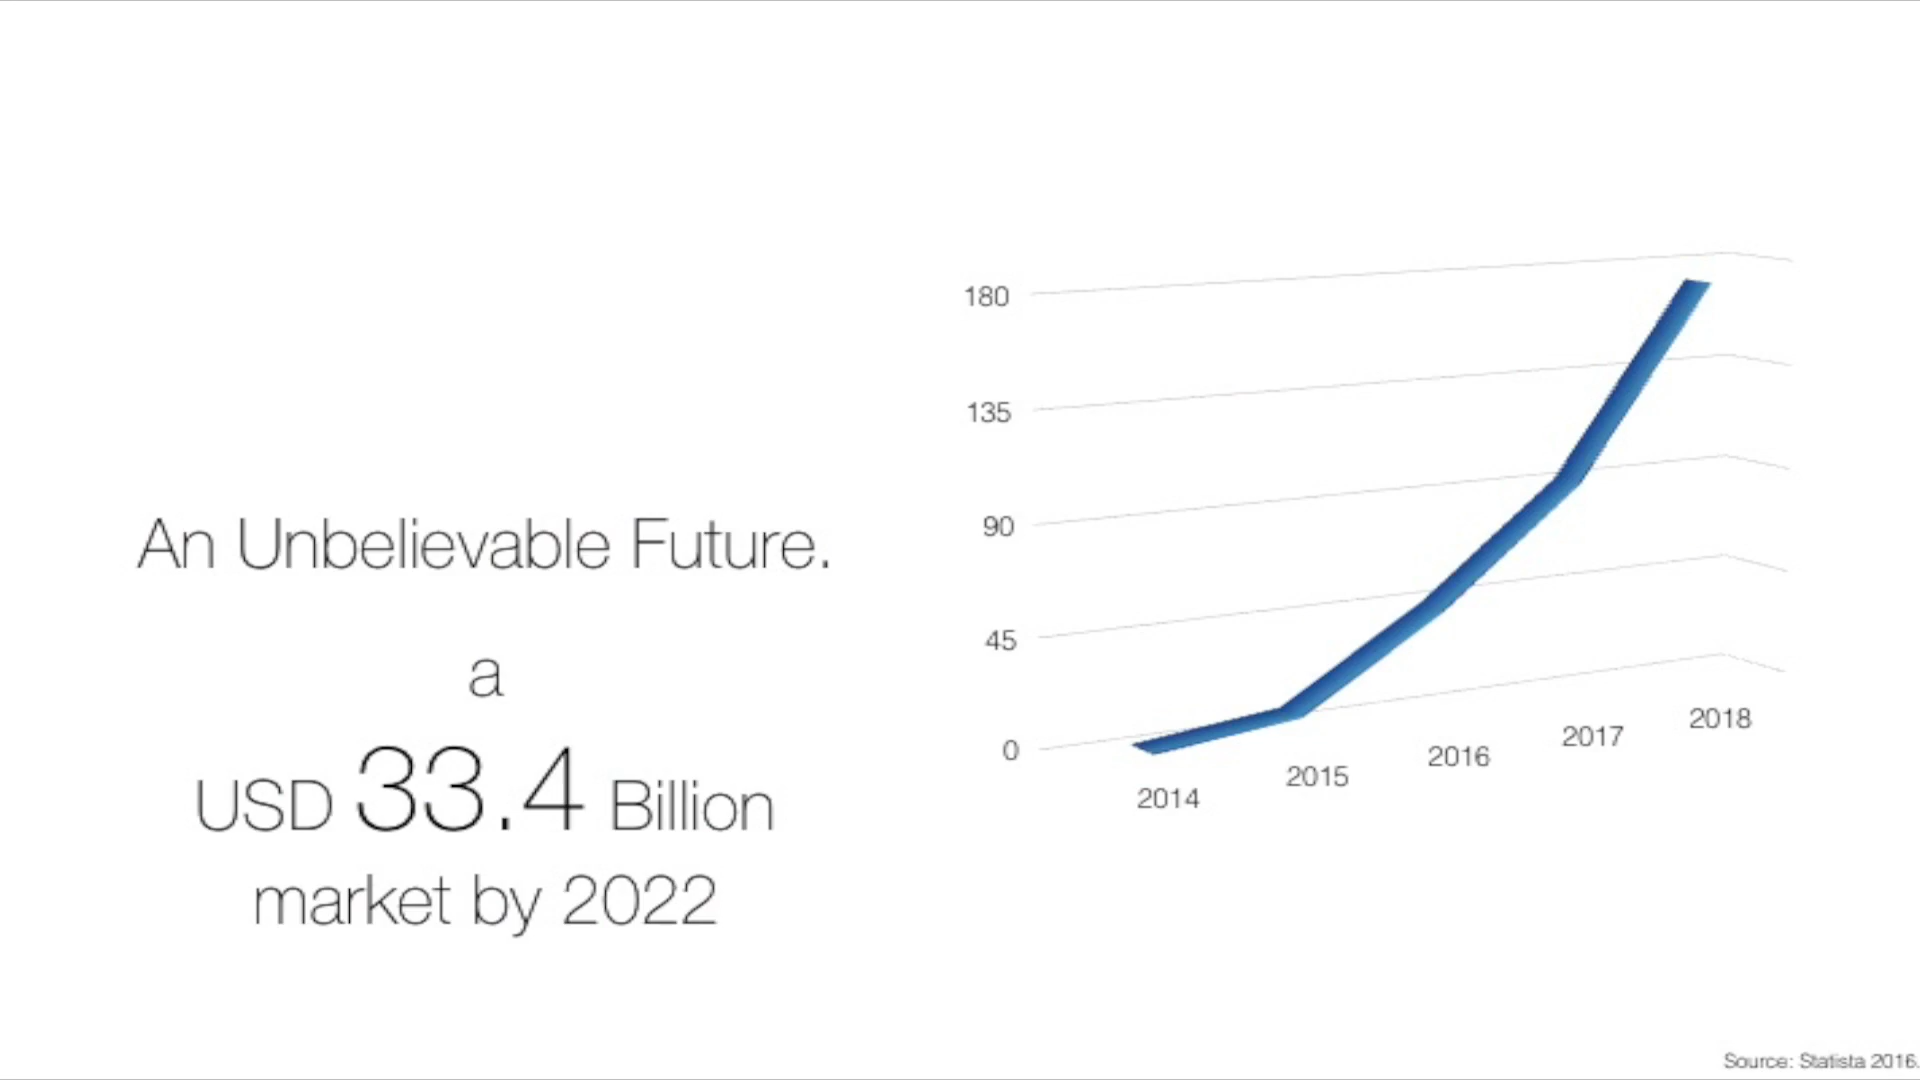 An Unbelievable Future.
a
USD 33.4 Billion
market by 2022
180
135
90
45
0
2014
2015
2016
2017
2018
Source: Statista 2016.